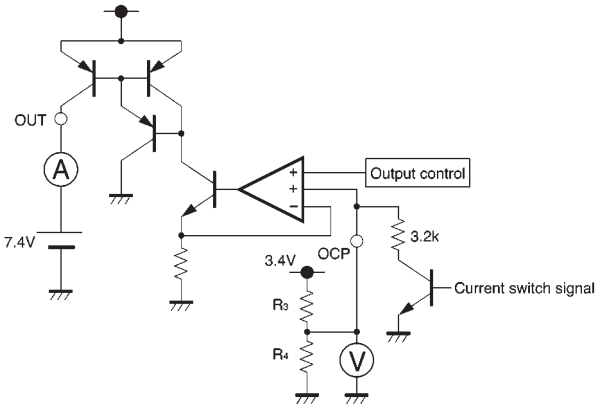 OUT
A
7.4V
+
+
−
Output control
3.2k
OCP
3.4V
Current switch signal
R3
R4
V